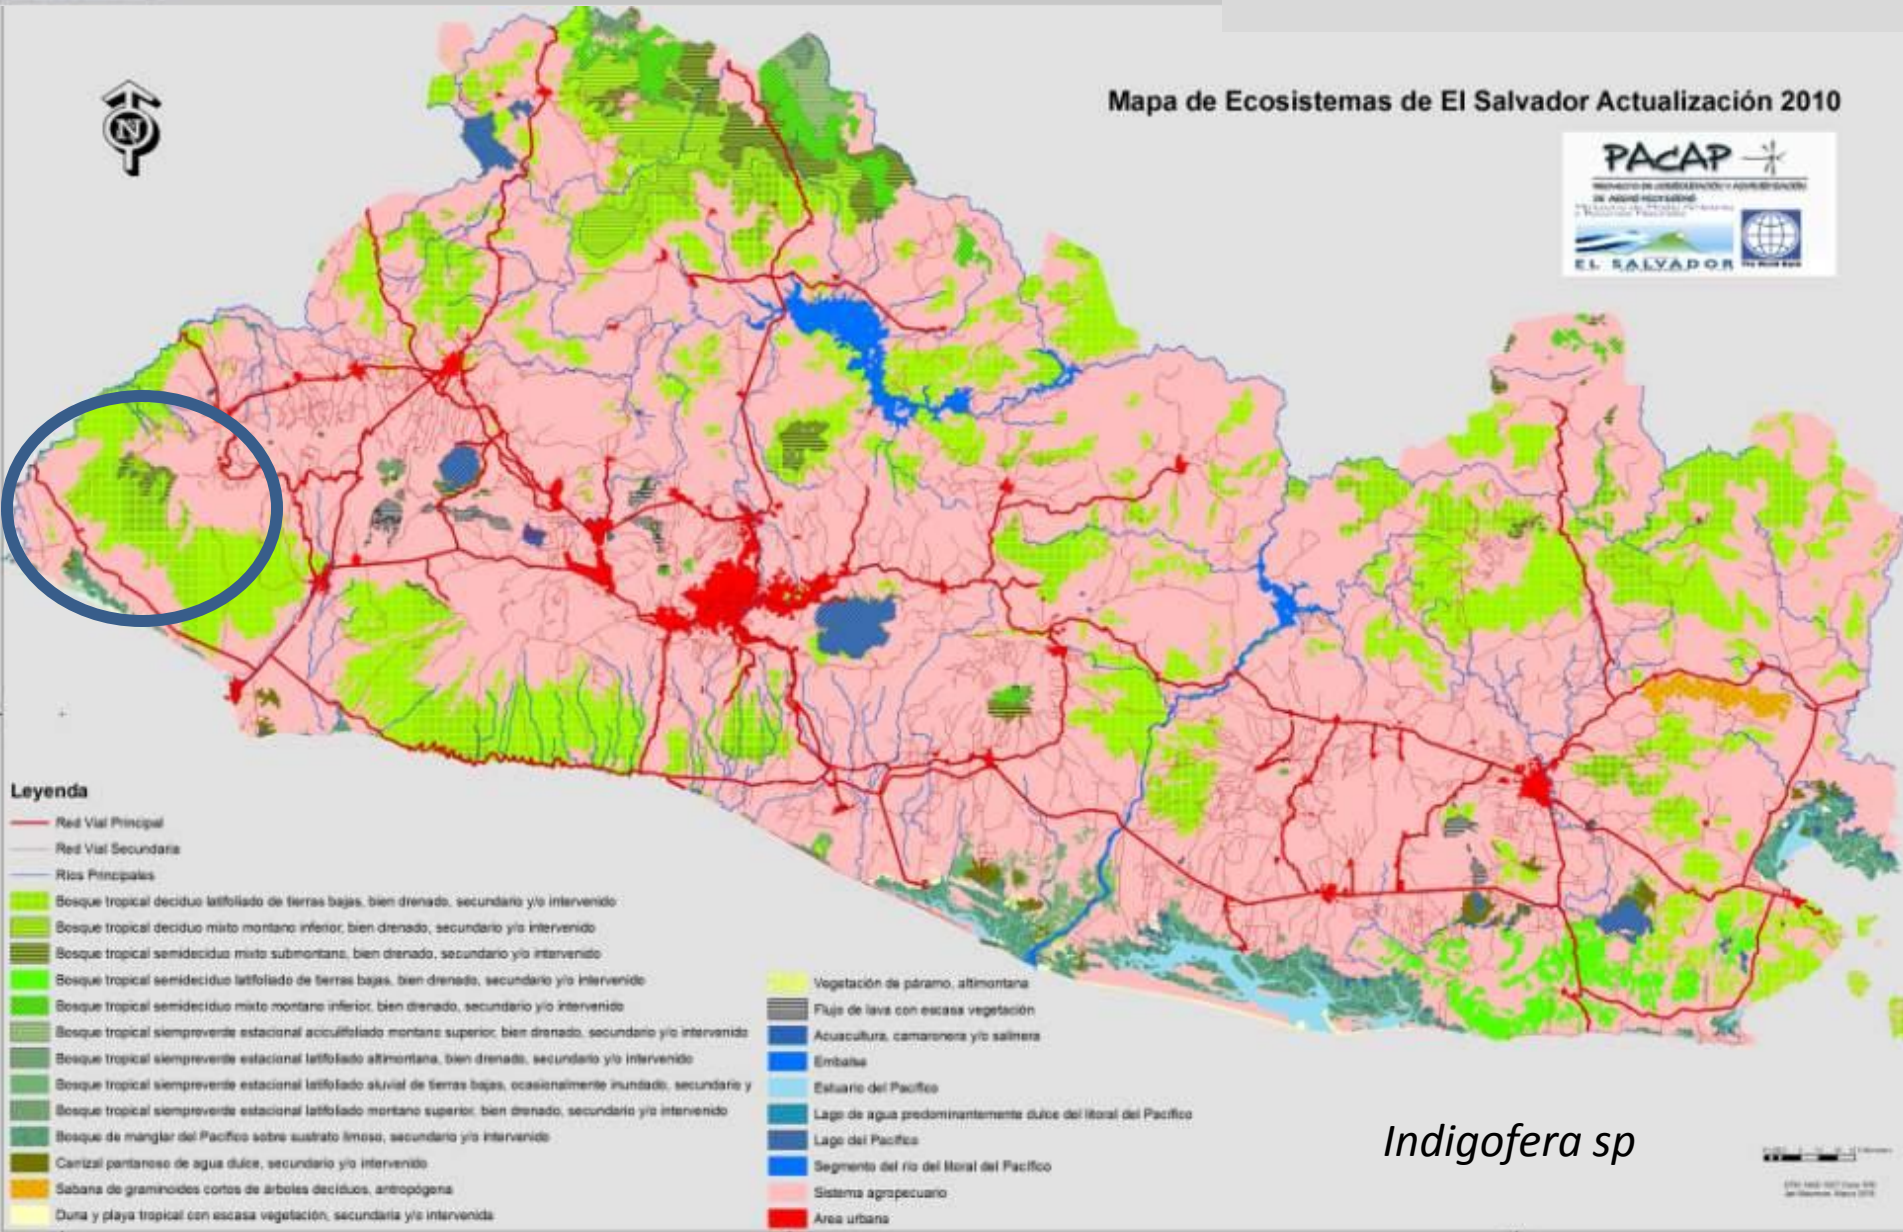 Mapa de Ecosistemas de El Salvador Actualización 2010
N
PACAP
EL SALVADOR
The World Bank
Leyenda
Red Vial Principal
Red Vial Secundaria
Rios Principales
Bosque tropical deciduo latifoliado de tierras bajas, bien drenado, secundario y/o intervenido
Bosque tropical deciduo mixto montano inferior, bien drenado, secundario y/o intervenido
Bosque tropical semideciduo mixto submontano, bien drenado, secundario y/o intervenido
Bosque tropical semideciduo latifoliado de tierras bajas, bien drenado, secundario y/o intervenido
Bosque tropical semideciduo mixto montano inferior, bien drenado, secundario y/o intervenido
Bosque tropical siempreverde estacional aciculifoliado montano superior, bien drenado, secundario y/o intervenido
Bosque tropical siempreverde estacional latifoliado altimontana, bien drenado, secundario y/o intervenido
Bosque tropical siempreverde estacional latifoliado aluvial de tierras bajas, ocasionalmente inundado, secundario y
Bosque tropical siempreverde estacional latifoliado montano superior, bien drenado, secundario y/o intervenido
Bosque de manglar del Pacífico sobre sustrato limoso, secundario y/o intervenido
Carrizal pantanoso de agua dulce, secundario y/o intervenido
Sabana de graminoides cortos de árboles deciduos, antropógena
Duna y playa tropical con escasa vegetación, secundaria y/o intervenida
Vegetación de páramo, altimontana
Flujo de lava con escasa vegetación
Acuacultura, camaronera y/o salinera
Embalse
Estuario del Pacífico
Lago de agua predominantemente dulce del litoral del Pacífico
Lago del Pacífico
Segmento del río del litoral del Pacífico
Sistema agropecuario
Area urbana
Indigofera sp